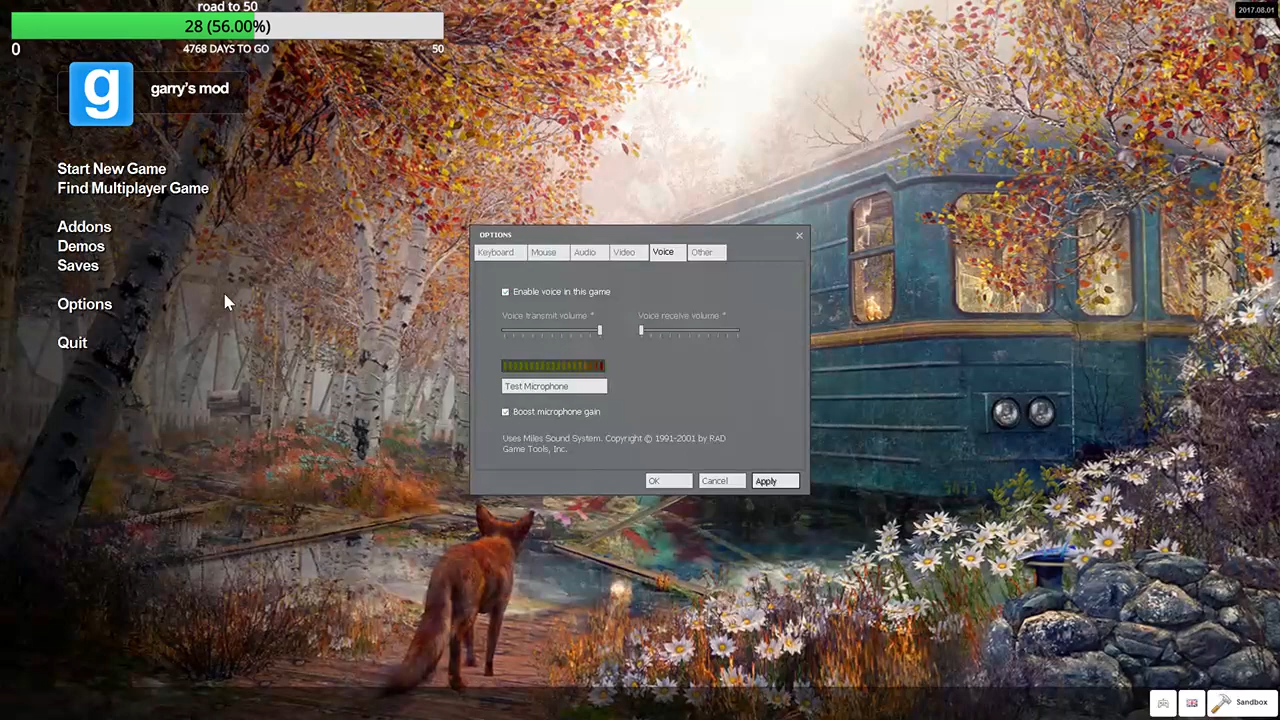 road to 50
28 (56.00%)
0
4768 DAYS TO GO
50
2017.08.01
g
garry's mod
Start New Game
Find Multiplayer Game
Addons
Demos
Saves
Options
Quit
OPTIONS
Keyboard
Mouse
Audio
Video
Voice
Other
Enable voice in this game
Voice transmit volume *
Voice receive volume *
Test Microphone
Boost microphone gain
Uses Miles Sound System. Copyright © 1991-2001 by RAD
Game Tools, Inc.
OK
Cancel
Apply
Sandbox